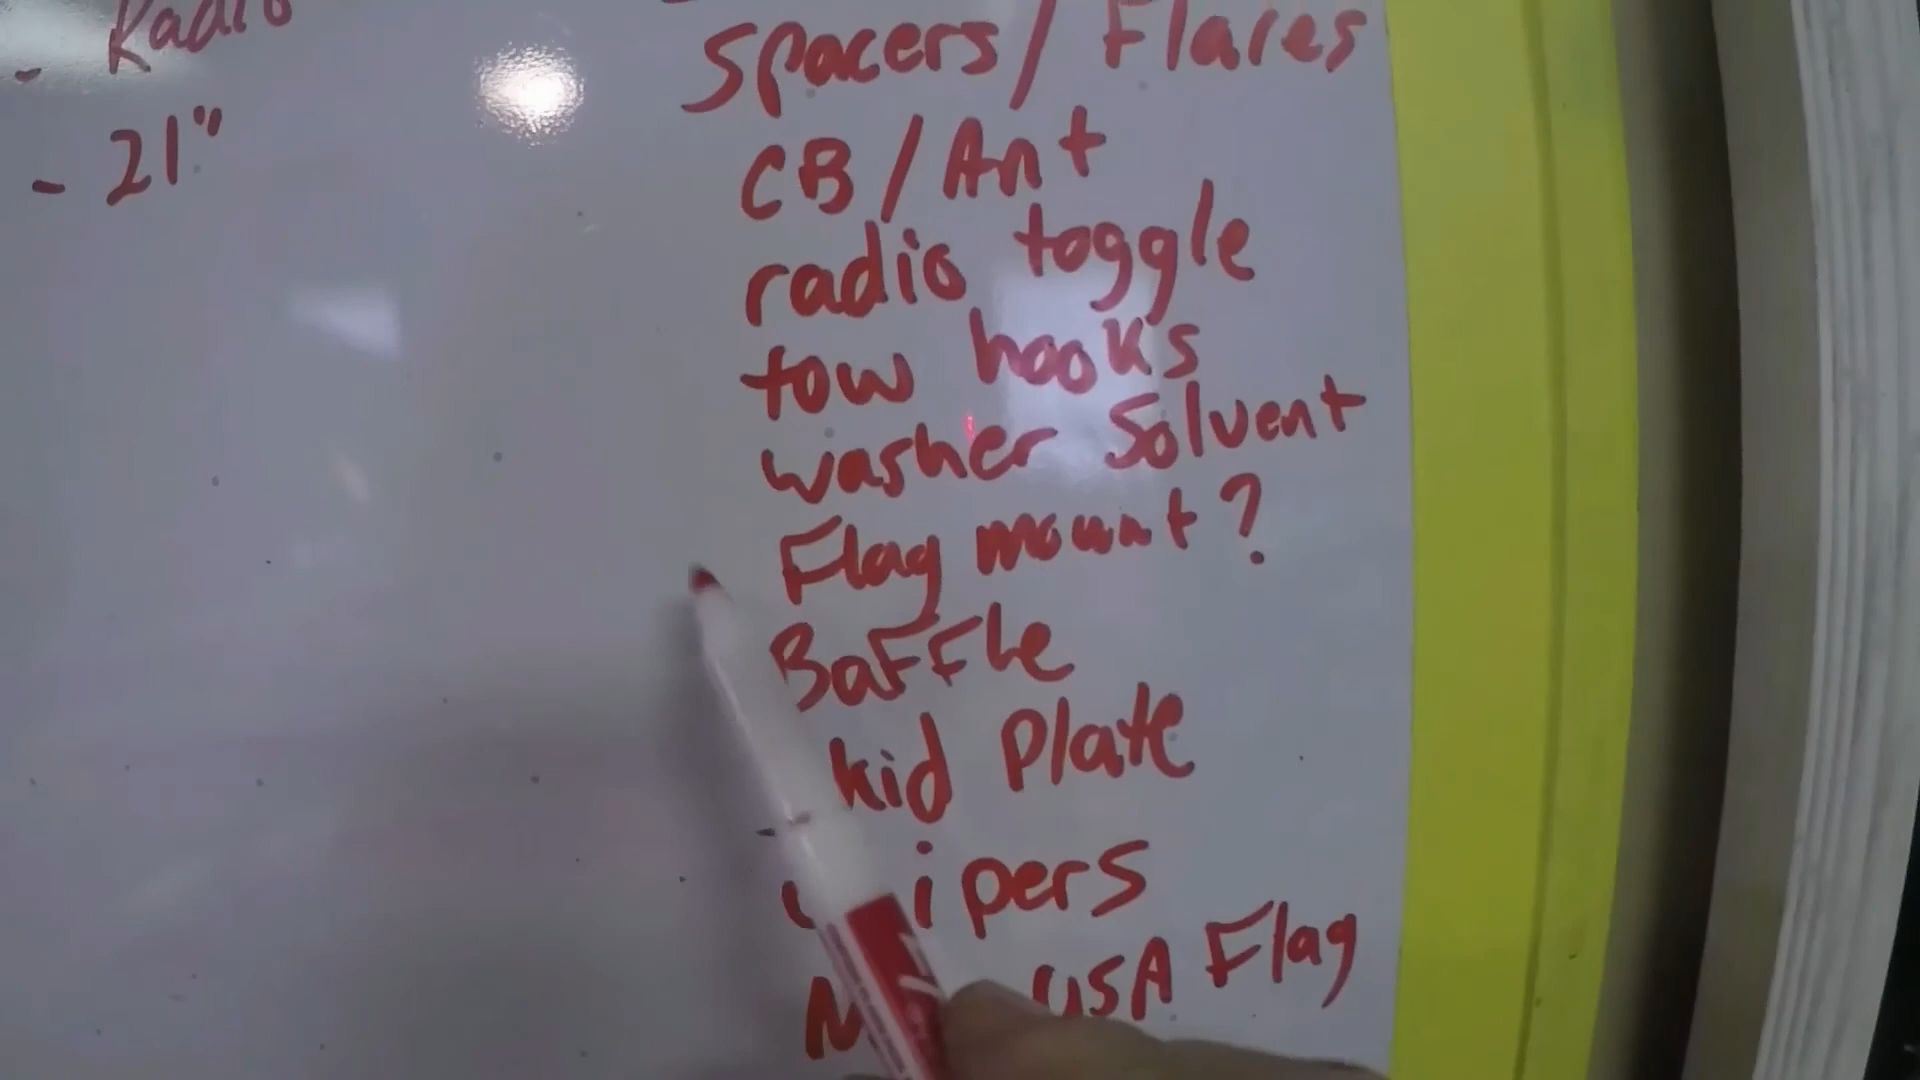 - Radio
- 21"
Spacers / Flares
CB / Ant
radio toggle
tow hooks
washer Solvent
Flag mount?
Baffle
kid Plate
USA Flag